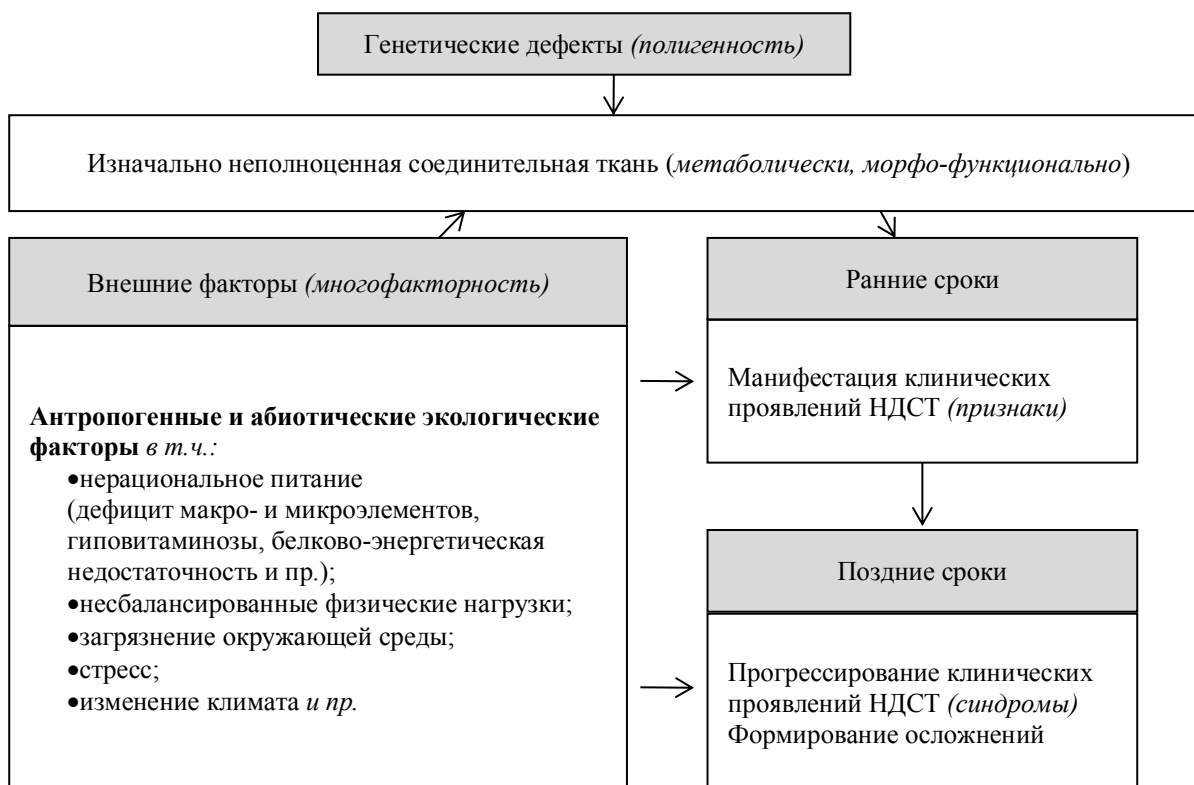 Генетические дефекты (полигенность)
Изначально неполноценная соединительная ткань (метаболически, морфо-функционально)
Внешние факторы (многофакторность)
Антропогенные и абиотические экологические
факторы в т.ч.:
•нерациональное питание
(дефицит макро- и микроэлементов,
гиповитаминозы, белково-энергетическая
недостаточность и пр.);
•несбалансированные физические нагрузки;
•загрязнение окружающей среды;
•стресс;
•изменение климата и пр.
Ранние сроки
Манифестация клинических
проявлений НДСТ (признаки)
Поздние сроки
Прогрессирование клинических
проявлений НДСТ (синдромы)
Формирование осложнений